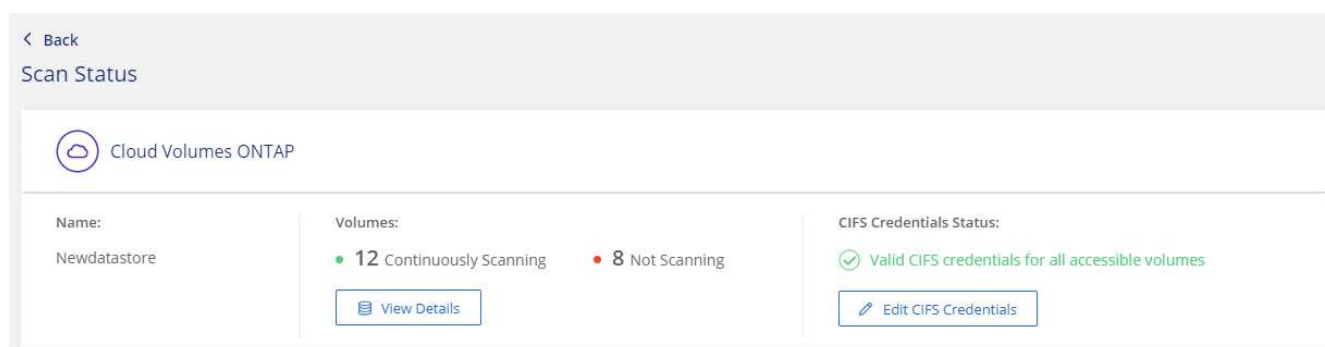 Back
Scan Status
Cloud Volumes ONTAP
Name:
Newdatastore
Volumes:
12 Continuously Scanning
8 Not Scanning
View Details
CIFS Credentials Status:
Valid CIFS credentials for all accessible volumes
Edit CIFS Credentials